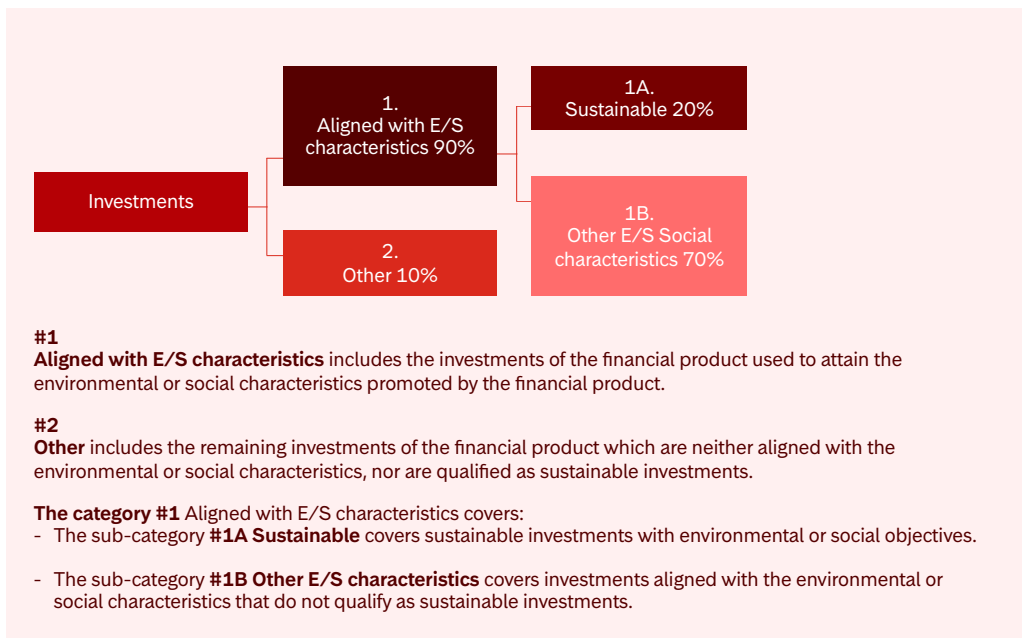 Investments
1.
Aligned with E/S
characteristics 90%
2.
Other 10%
1A.
Sustainable 20%
1B.
Other E/S Social
characteristics 70%
#1
Aligned with E/S characteristics includes the investments of the financial product used to attain the
environmental or social characteristics promoted by the financial product.
#2
Other includes the remaining investments of the financial product which are neither aligned with the
environmental or social characteristics, nor are qualified as sustainable investments.
The category #1 Aligned with E/S characteristics covers:
- The sub-category #1A Sustainable covers sustainable investments with environmental or social objectives.
- The sub-category #1B Other E/S characteristics covers investments aligned with the environmental or
social characteristics that do not qualify as sustainable investments.